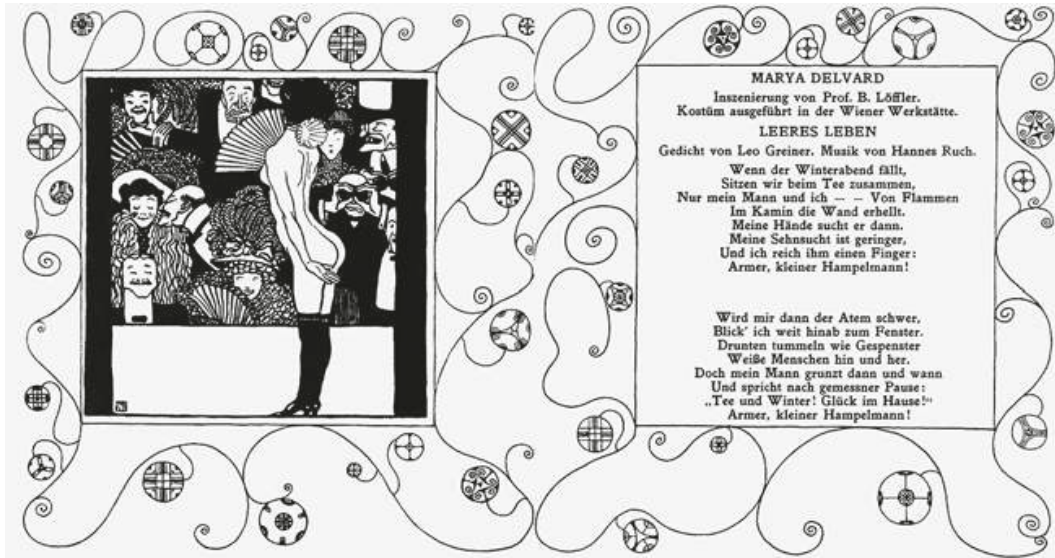 MARYA DELVARD
Inszenierung von Prof. B. Löffler.
Kostüm ausgeführt in der Wiener Werkstätte.
LEERES LEBEN
Gedicht von Leo Greiner. Musik von Hannes Ruch.
Wenn der Winterabend fällt,
Sitzen wir beim Tee zusammen,
Nur mein Mann und ich — — Von Flammen
Im Kamin die Wand erhellt.
Meine Hände sucht er dann.
Meine Sehnsucht ist geringer,
Und ich reich ihm einen Finger:
Armer, kleiner Hampelmann!
Wird mir dann der Atem schwer,
Blick' ich weit hinab zum Fenster.
Drunten tummeln wie Gespenster
Weiße Menschen hin und her.
Doch mein Mann grunzt dann und wann
Und spricht nach gemessner Pause:
„Tee und Winter! Glück im Hause!“
Armer, kleiner Hampelmann!